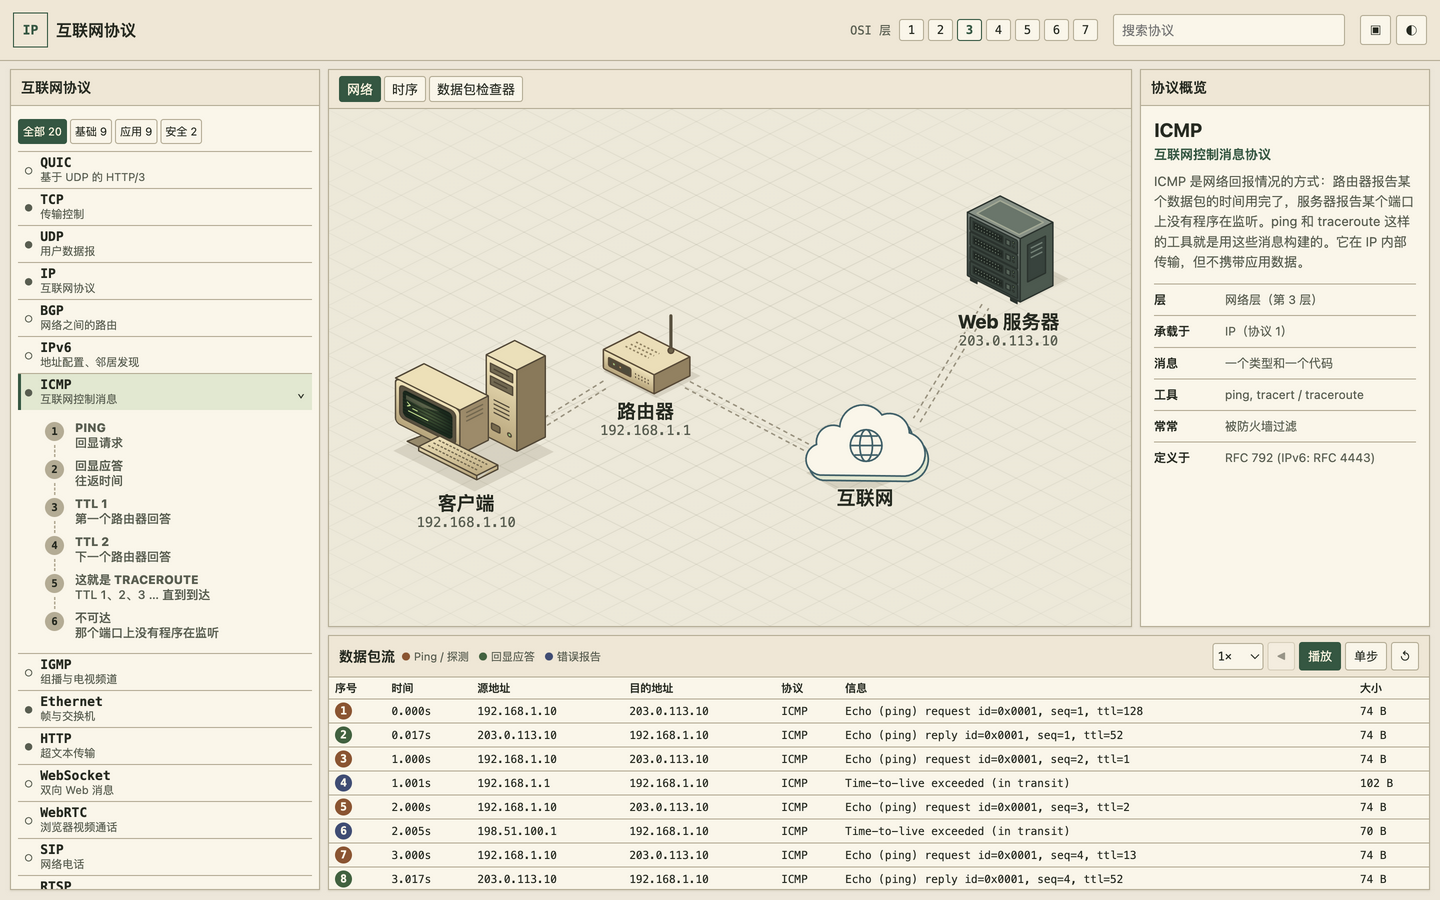 IP 互联网协议
OSI 层 1 2 3 4 5 6 7 搜索协议
互联网协议
全部 20 基础 9 应用 9 安全 2
QUIC
基于 UDP 的 HTTP/3
TCP
传输控制
UDP
用户数据报
IP
互联网协议
BGP
网络之间的路由
IPv6
地址配置、邻居发现
ICMP
互联网控制消息
1 PING
回显请求
2 回显应答
往返时间
3 TTL 1
第一个路由器回答
4 TTL 2
下一个路由器回答
5 这就是 TRACEROUTE
TTL 1、2、3 ... 直到到达
6 不可达
那个端口上没有程序在监听
IGMP
组播与电视频道
Ethernet
帧与交换机
HTTP
超文本传输
WebSocket
双向 Web 消息
WebRTC
浏览器视频通话
SIP
网络电话
RTSP
网络 时序 数据包检查器
Web 服务器
203.0.113.10
路由器
192.168.1.1
互联网
客户端
192.168.1.10
协议概览
ICMP
互联网控制消息协议
ICMP 是网络回报情况的方式：路由器报告某
个数据包的时间用完了，服务器报告某个端口
上没有程序在监听。ping 和 traceroute 这样
的工具就是用这些消息构建的。它在 IP 内部
传输，但不携带应用数据。
层 网络层（第 3 层）
承载于 IP（协议 1）
消息 一个类型和一个代码
工具 ping, tracert / traceroute
常常 被防火墙过滤
定义于 RFC 792 (IPv6: RFC 4443)
数据包流 Ping / 探测 回显应答 错误报告 1× 播放 单步
序号 时间 源地址 目的地址 协议 信息 大小
1 0.000s 192.168.1.10 203.0.113.10 ICMP Echo (ping) request id=0x0001, seq=1, ttl=128 74 B
2 0.017s 203.0.113.10 192.168.1.10 ICMP Echo (ping) reply id=0x0001, seq=1, ttl=52 74 B
3 1.000s 192.168.1.10 203.0.113.10 ICMP Echo (ping) request id=0x0001, seq=2, ttl=1 74 B
4 1.001s 192.168.1.1 192.168.1.10 ICMP Time-to-live exceeded (in transit) 102 B
5 2.000s 192.168.1.10 203.0.113.10 ICMP Echo (ping) request id=0x0001, seq=3, ttl=2 74 B
6 2.005s 198.51.100.1 192.168.1.10 ICMP Time-to-live exceeded (in transit) 70 B
7 3.000s 192.168.1.10 203.0.113.10 ICMP Echo (ping) request id=0x0001, seq=4, ttl=13 74 B
8 3.017s 203.0.113.10 192.168.1.10 ICMP Echo (ping) reply id=0x0001, seq=4, ttl=52 74 B